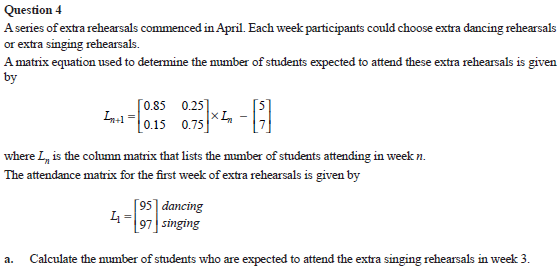 Question 4
A series of extra rehearsals commenced in April. Each week participants could choose extra dancing rehearsals
or extra singing rehearsals.
A matrix equation used to determine the number of students expected to attend these extra rehearsals is given
by
L_{n+1} = [0.85 0.25; 0.15 0.75] × L_n − [5; 7]
where L_n is the column matrix that lists the number of students attending in week n.
The attendance matrix for the first week of extra rehearsals is given by
L_1 = [95; 97] dancing singing
a. Calculate the number of students who are expected to attend the extra singing rehearsals in week 3.